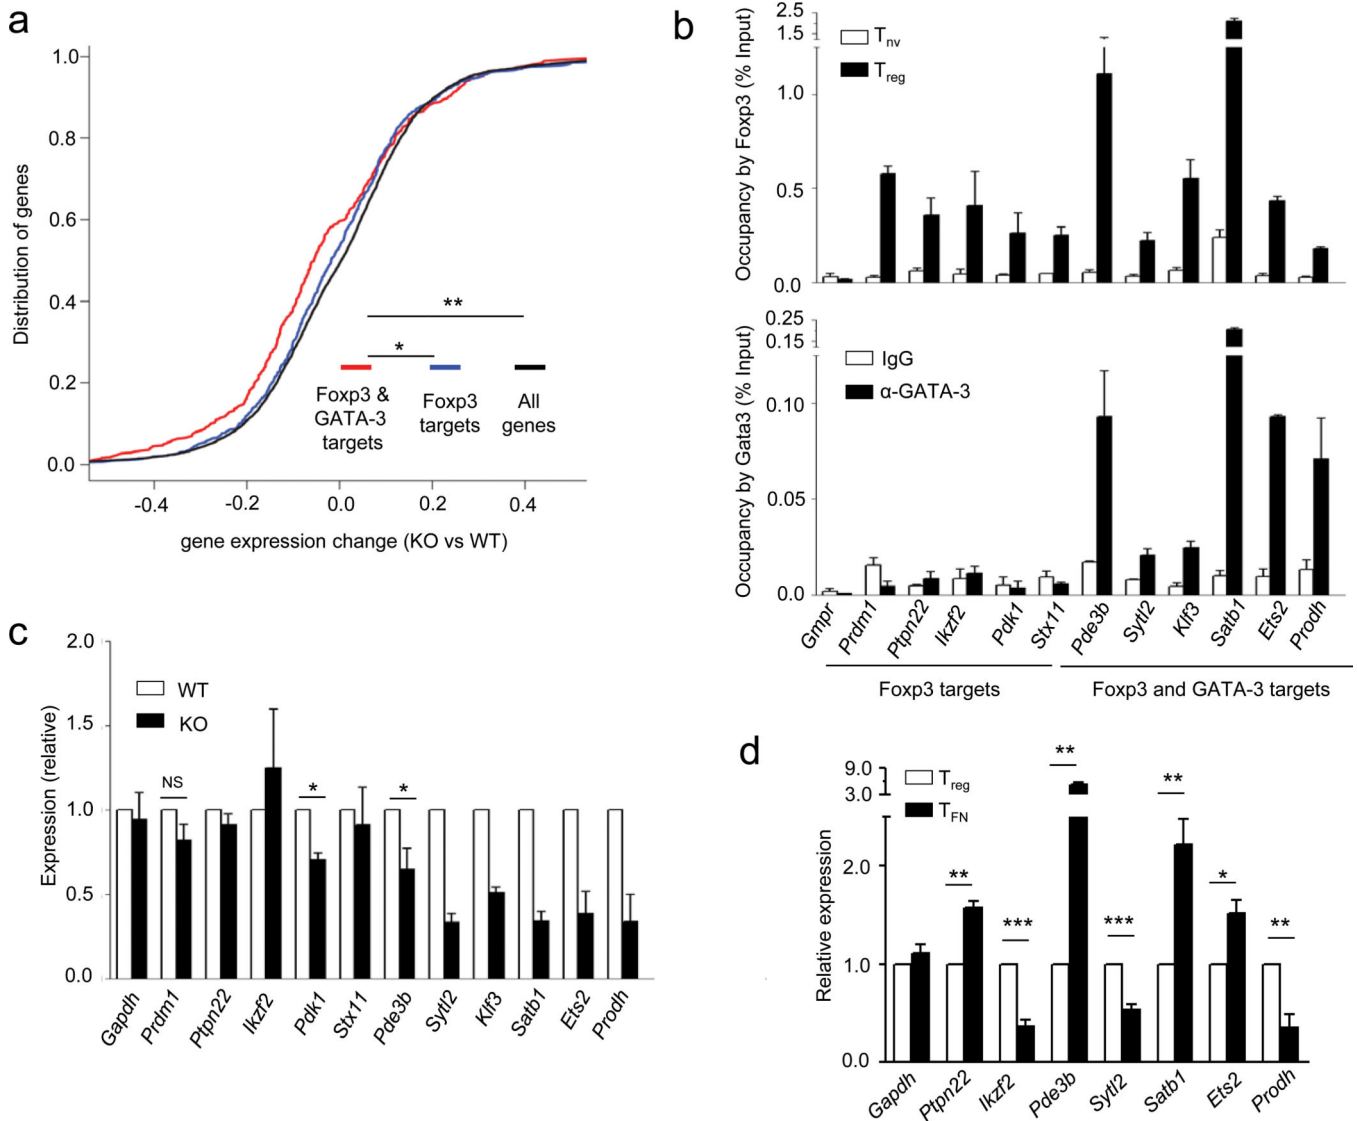 a
1.0
0.8
0.6
0.4
0.2
0.0
Distribution of genes
-0.4
-0.2
0.0
0.2
0.4
gene expression change (KO vs WT)
**
*
Foxp3 &
GATA-3
targets
Foxp3
targets
All
genes
b
2.5
1.5
1.0
0.5
0.0
Occupancy by Foxp3 (% Input)
Tnv
Treg
0.25
0.15
0.10
0.05
0.0
Occupancy by Gata3 (% Input)
IgG
α-GATA-3
Gmpr
Prdm1
Ptpn22
Ikzf2
Pdk1
Stx11
Pde3b
Sytl2
Klf3
Satb1
Ets2
Prodh
Foxp3 targets
Foxp3 and GATA-3 targets
c
2.0
1.5
1.0
0.5
0.0
Expression (relative)
WT
KO
NS
*
*
Gapdh
Prdm1
Ptpn22
Ikzf2
Pdk1
Stx11
Pde3b
Sytl2
Klf3
Satb1
Ets2
Prodh
d
9.0
3.0
2.0
1.0
0.0
Relative expression
Treg
TFN
**
***
**
***
**
*
**
Gapdh
Ptpn22
Ikzf2
Pde3b
Sytl2
Satb1
Ets2
Prodh